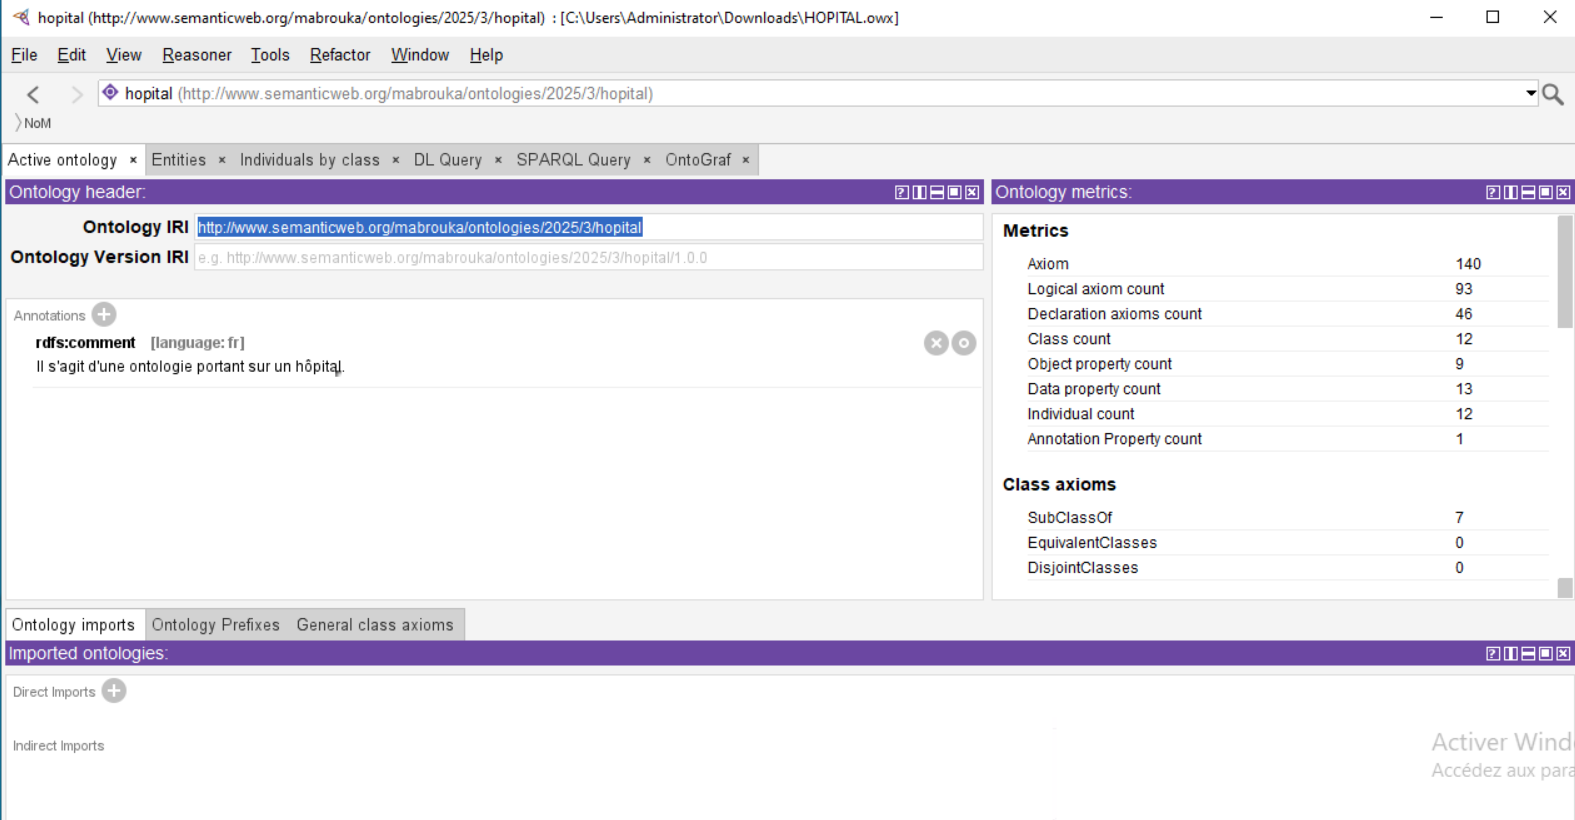 hopital (http://www.semanticweb.org/mabrouka/ontologies/2025/3/hopital) : [C:\Users\Administrator\Downloads\HOPITAL.owx]
File Edit View Reasoner Tools Refactor Window Help
hopital (http://www.semanticweb.org/mabrouka/ontologies/2025/3/hopital)
NoM
Active ontology × Entities × Individuals by class × DL Query × SPARQL Query × OntoGraf ×
Ontology header:
Ontology IRI http://www.semanticweb.org/mabrouka/ontologies/2025/3/hopital
Ontology Version IRI e.g. http://www.semanticweb.org/mabrouka/ontologies/2025/3/hopital/1.0.0
Annotations
rdfs:comment [language: fr]
Il s'agit d'une ontologie portant sur un hôpital.
Ontology metrics:
Metrics
Axiom 140
Logical axiom count 93
Declaration axioms count 46
Class count 12
Object property count 9
Data property count 13
Individual count 12
Annotation Property count 1
Class axioms
SubClassOf 7
EquivalentClasses 0
DisjointClasses 0
Ontology imports Ontology Prefixes General class axioms
Imported ontologies:
Direct Imports
Indirect Imports
Activer Wind
Accédez aux para